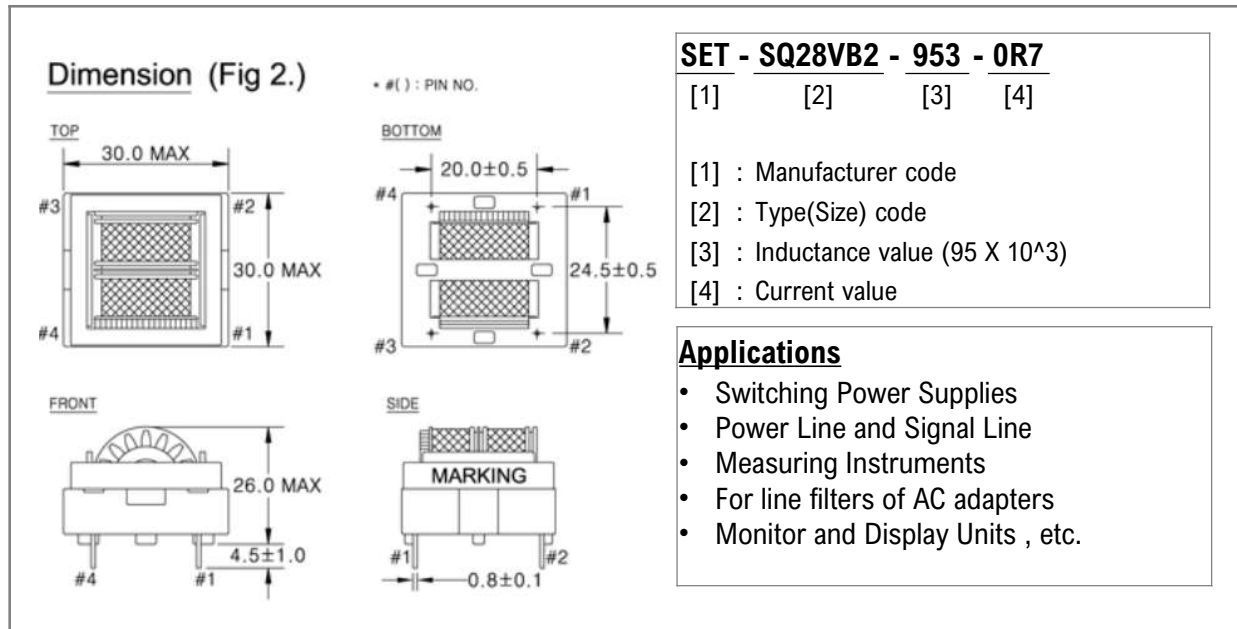 Dimension (Fig 2.)
• #( ) : PIN NO.
TOP
30.0 MAX
#3
#2
30.0 MAX
#4
#1
BOTTOM
20.0±0.5
#4
#1
24.5±0.5
#3
#2
FRONT
26.0 MAX
4.5±1.0
#4
#1
SIDE
MARKING
#1
#2
0.8±0.1
SET - SQ28VB2 - 953 - 0R7
[1] [2] [3] [4]
[1] : Manufacturer code
[2] : Type(Size) code
[3] : Inductance value (95 X 10^3)
[4] : Current value
Applications
• Switching Power Supplies
• Power Line and Signal Line
• Measuring Instruments
• For line filters of AC adapters
• Monitor and Display Units , etc.